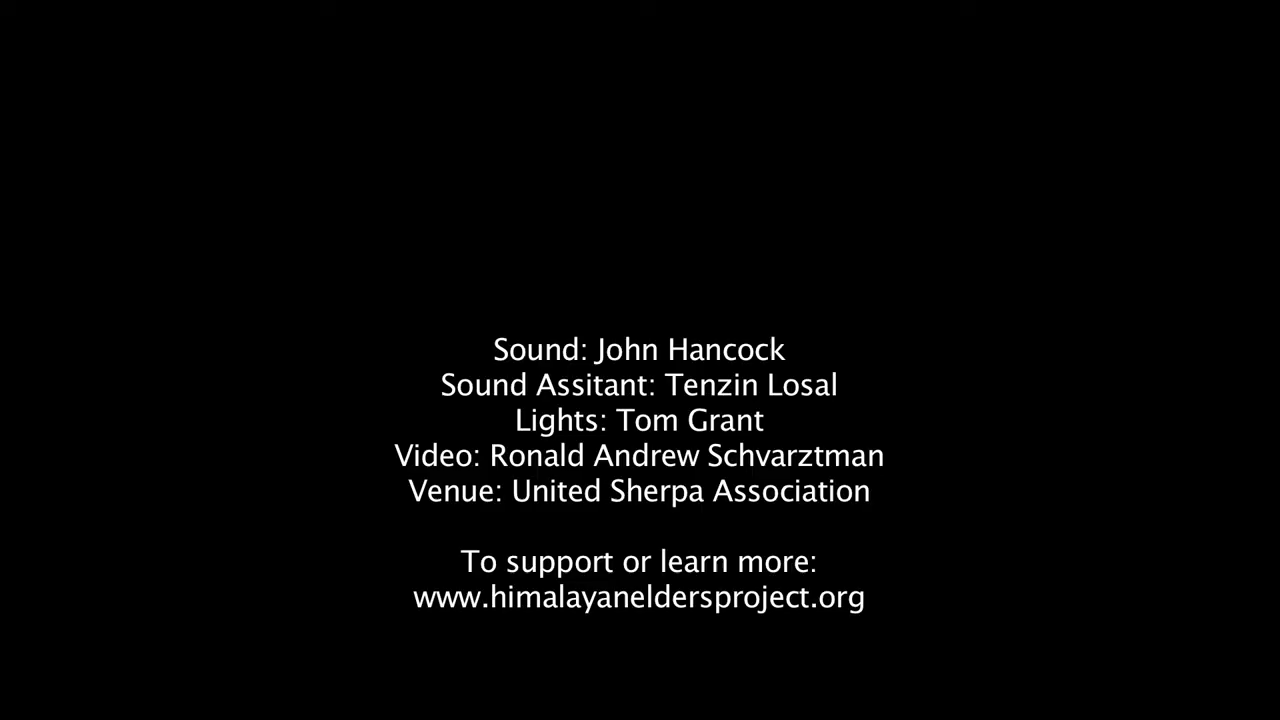 Sound: John Hancock
Sound Assitant: Tenzin Losal
Lights: Tom Grant
Video: Ronald Andrew Schvarztman
Venue: United Sherpa Association
To support or learn more:
www.himalayaneldersproject.org